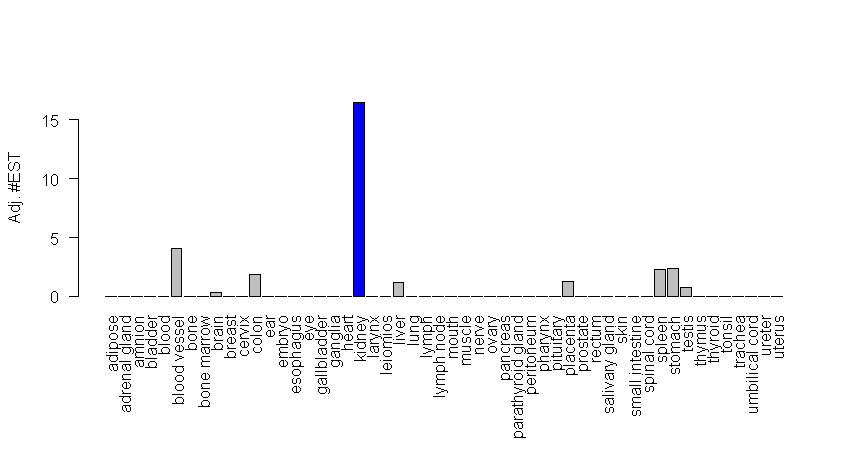 Adj. #EST
15
10
5
0
adipose
adrenal gland
amnion
bladder
blood
blood vessel
bone
bone marrow
brain
breast
cervix
colon
ear
embryo
esophagus
eye
gallbladder
ganglia
heart
kidney
larynx
leiomios
liver
lung
lymph
lymph node
mouth
muscle
nerve
ovary
pancreas
parathyroid gland
peritoneum
pharynx
pituitary
placenta
prostate
rectum
salivary gland
skin
small intestine
spinal cord
spleen
stomach
testis
thymus
thyroid
tonsil
trachea
umbilical cord
ureter
uterus